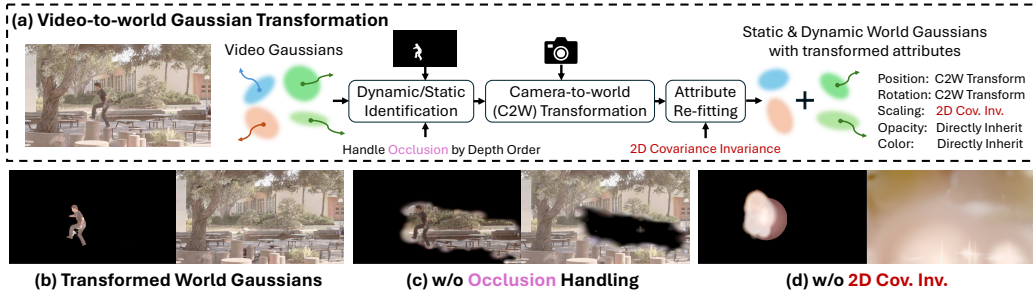 (a) Video-to-world Gaussian Transformation
Video Gaussians
Dynamic/Static
Identification
Handle Occlusion by Depth Order
Camera-to-world
(C2W) Transformation
Attribute
Re-fitting
2D Covariance Invariance
Static & Dynamic World Gaussians
with transformed attributes
Position: C2W Transform
Rotation: C2W Transform
Scaling: 2D Cov. Inv.
Opacity: Directly Inherit
Color: Directly Inherit
(b) Transformed World Gaussians
(c) w/o Occlusion Handling
(d) w/o 2D Cov. Inv.